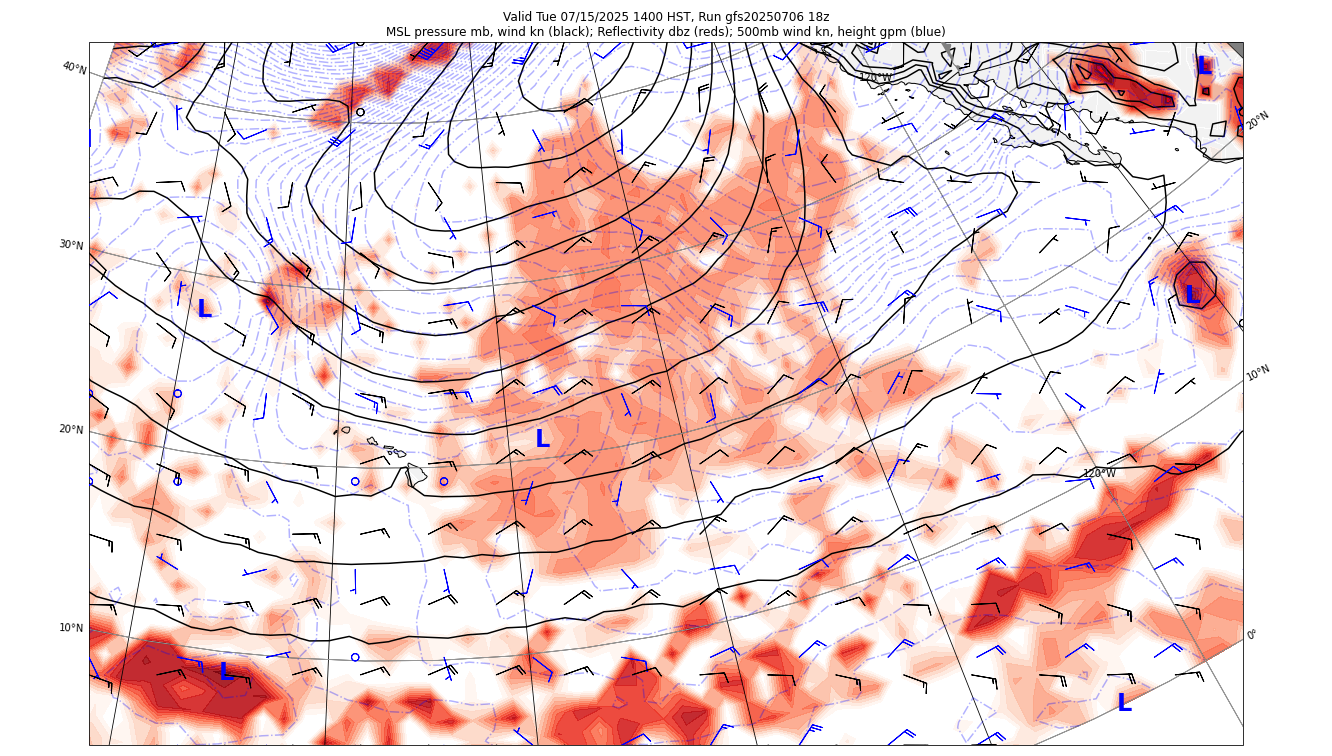 Valid Tue 07/15/2025 1400 HST, Run gfs20250706 18z
MSL pressure mb, wind kn (black); Reflectivity dbz (reds); 500mb wind kn, height gpm (blue)
40°N
120°W
L
20°N
30°N
L
L
10°N
20°N
L
120°W
10°N
0°
L
L